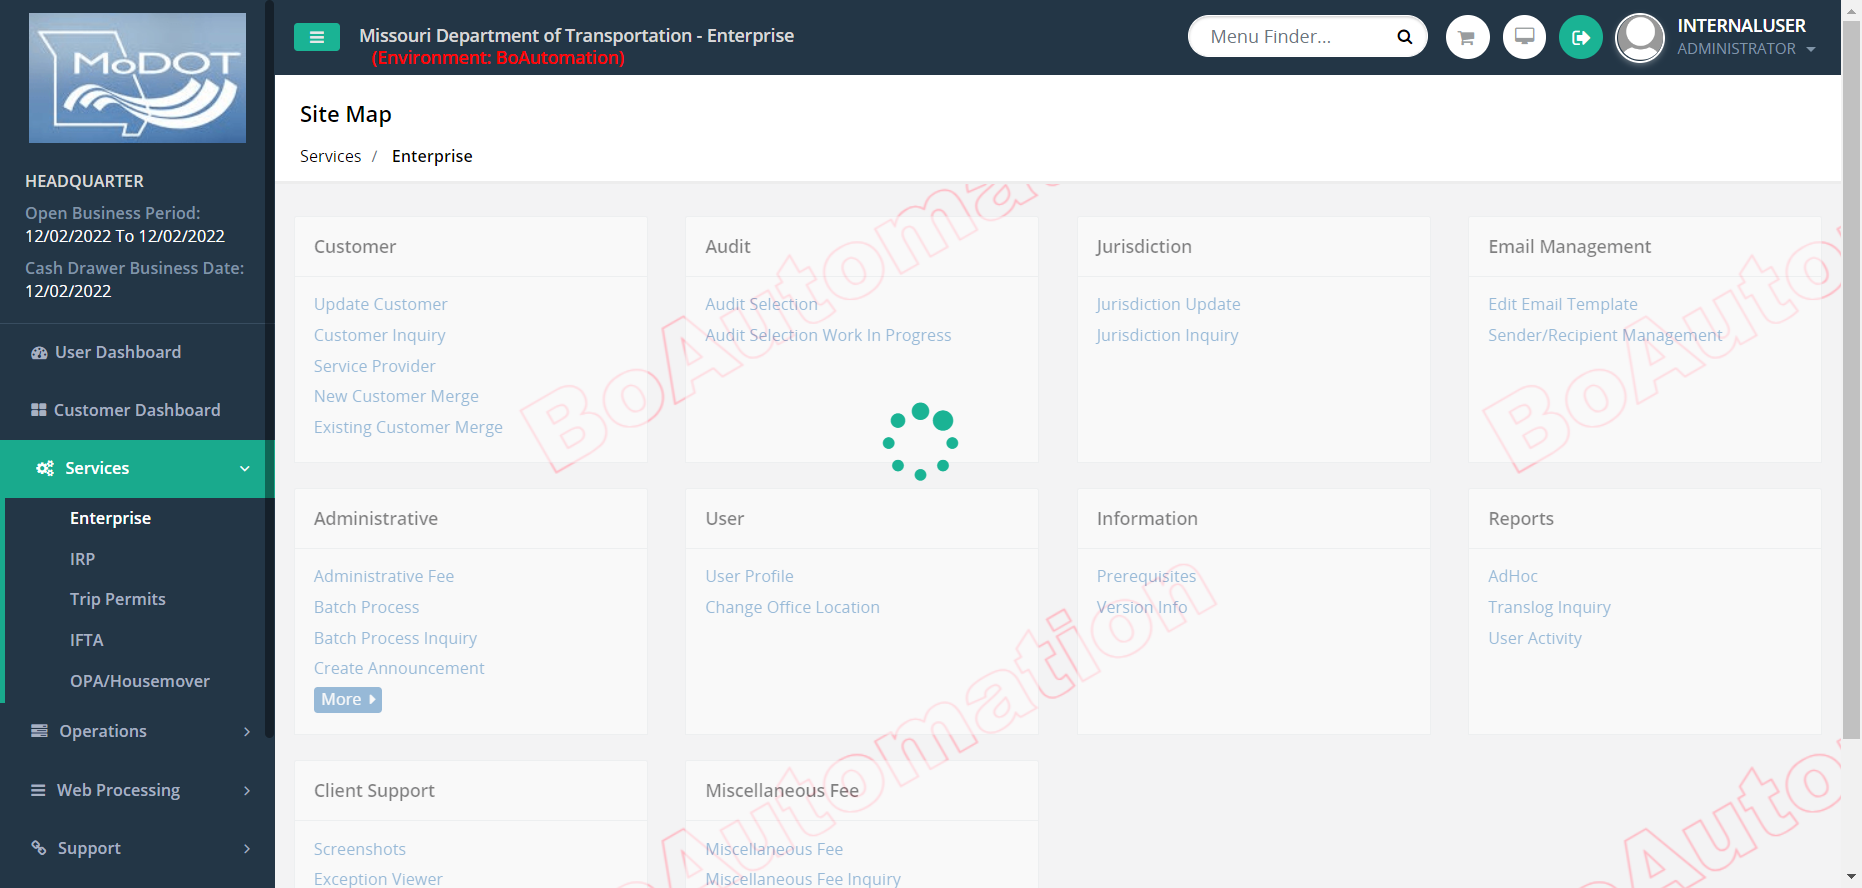 MoDOT
Missouri Department of Transportation - Enterprise
(Environment: BoAutomation)
Menu Finder...
INTERNALUSER
ADMINISTRATOR
HEADQUARTER
Open Business Period:
12/02/2022 To 12/02/2022
Cash Drawer Business Date:
12/02/2022
User Dashboard
Customer Dashboard
Services
Enterprise
IRP
Trip Permits
IFTA
OPA/Housemover
Operations
Web Processing
Support
Site Map
Services / Enterprise
Customer
Update Customer
Customer Inquiry
Service Provider
New Customer Merge
Existing Customer Merge
Audit
Audit Selection
Audit Selection Work In Progress
Jurisdiction
Jurisdiction Update
Jurisdiction Inquiry
Email Management
Edit Email Template
Sender/Recipient Management
Administrative
Administrative Fee
Batch Process
Batch Process Inquiry
Create Announcement
More
User
User Profile
Change Office Location
Information
Prerequisites
Version Info
Reports
AdHoc
Translog Inquiry
User Activity
Client Support
Screenshots
Exception Viewer
Miscellaneous Fee
Miscellaneous Fee
Miscellaneous Fee Inquiry
BoAutoma
BoAuto
BoAutomation
Auto